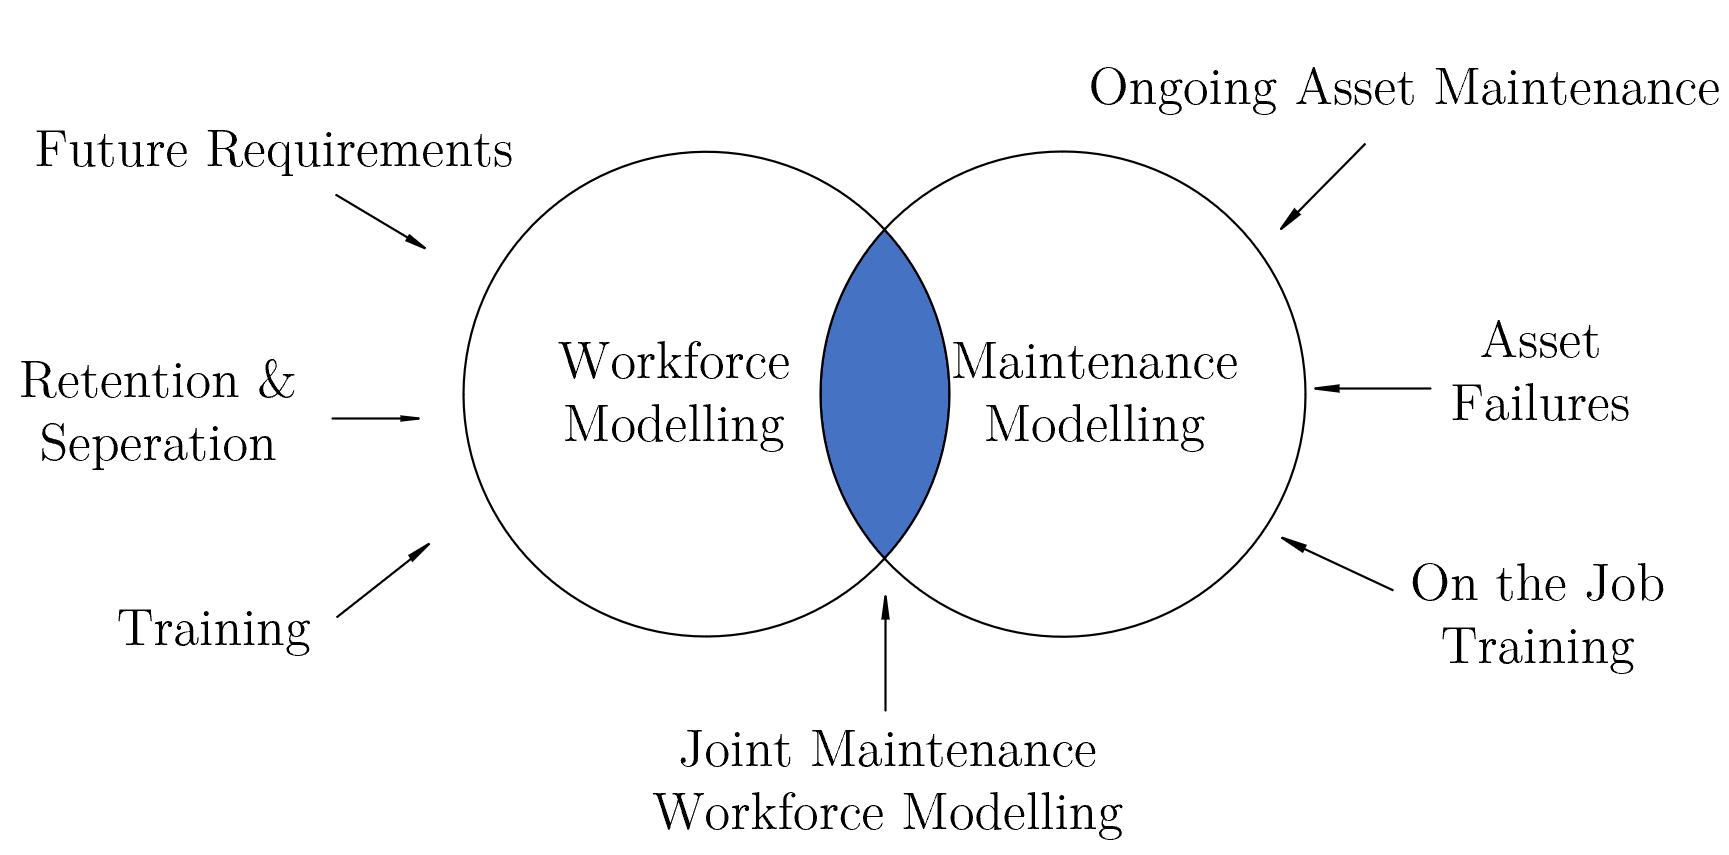 Ongoing Asset Maintenance
Future Requirements
Asset
Failures
Workforce
Modelling
Maintenance
Modelling
Retention &
Seperation
On the Job
Training
Training
Joint Maintenance
Workforce Modelling